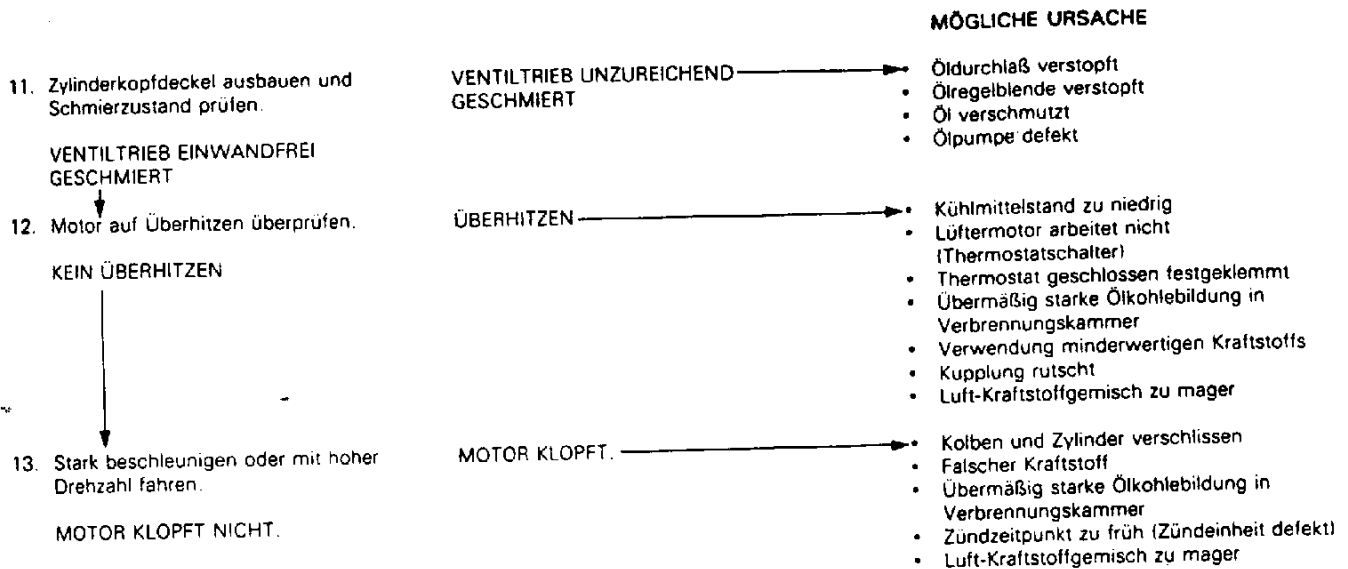 MÖGLICHE URSACHE
11. Zylinderkopfdeckel ausbauen und
Schmierzustand prüfen.
VENTILTRIEB EINWANDFREI
GESCHMIERT
VENTILTRIEB UNZUREICHEND
GESCHMIERT
• Öldurchlaß verstopft
• Ölregelblende verstopft
• Öl verschmutzt
• Ölpumpe defekt
12. Motor auf Überhitzen überprüfen.
KEIN ÜBERHITZEN
ÜBERHITZEN
• Kühlmittelstand zu niedrig
• Lüftermotor arbeitet nicht
(Thermostatschalter)
• Thermostat geschlossen festgeklemmt
• Übermäßig starke Ölkohlebildung in
Verbrennungskammer
• Verwendung minderwertigen Kraftstoffs
• Kupplung rutscht
• Luft-Kraftstoffgemisch zu mager
13. Stark beschleunigen oder mit hoher
Drehzahl fahren.
MOTOR KLOPFT NICHT.
MOTOR KLOPFT.
• Kolben und Zylinder verschlissen
• Falscher Kraftstoff
• Übermäßig starke Ölkohlebildung in
Verbrennungskammer
• Zündzeitpunkt zu früh (Zündeinheit defekt)
• Luft-Kraftstoffgemisch zu mager